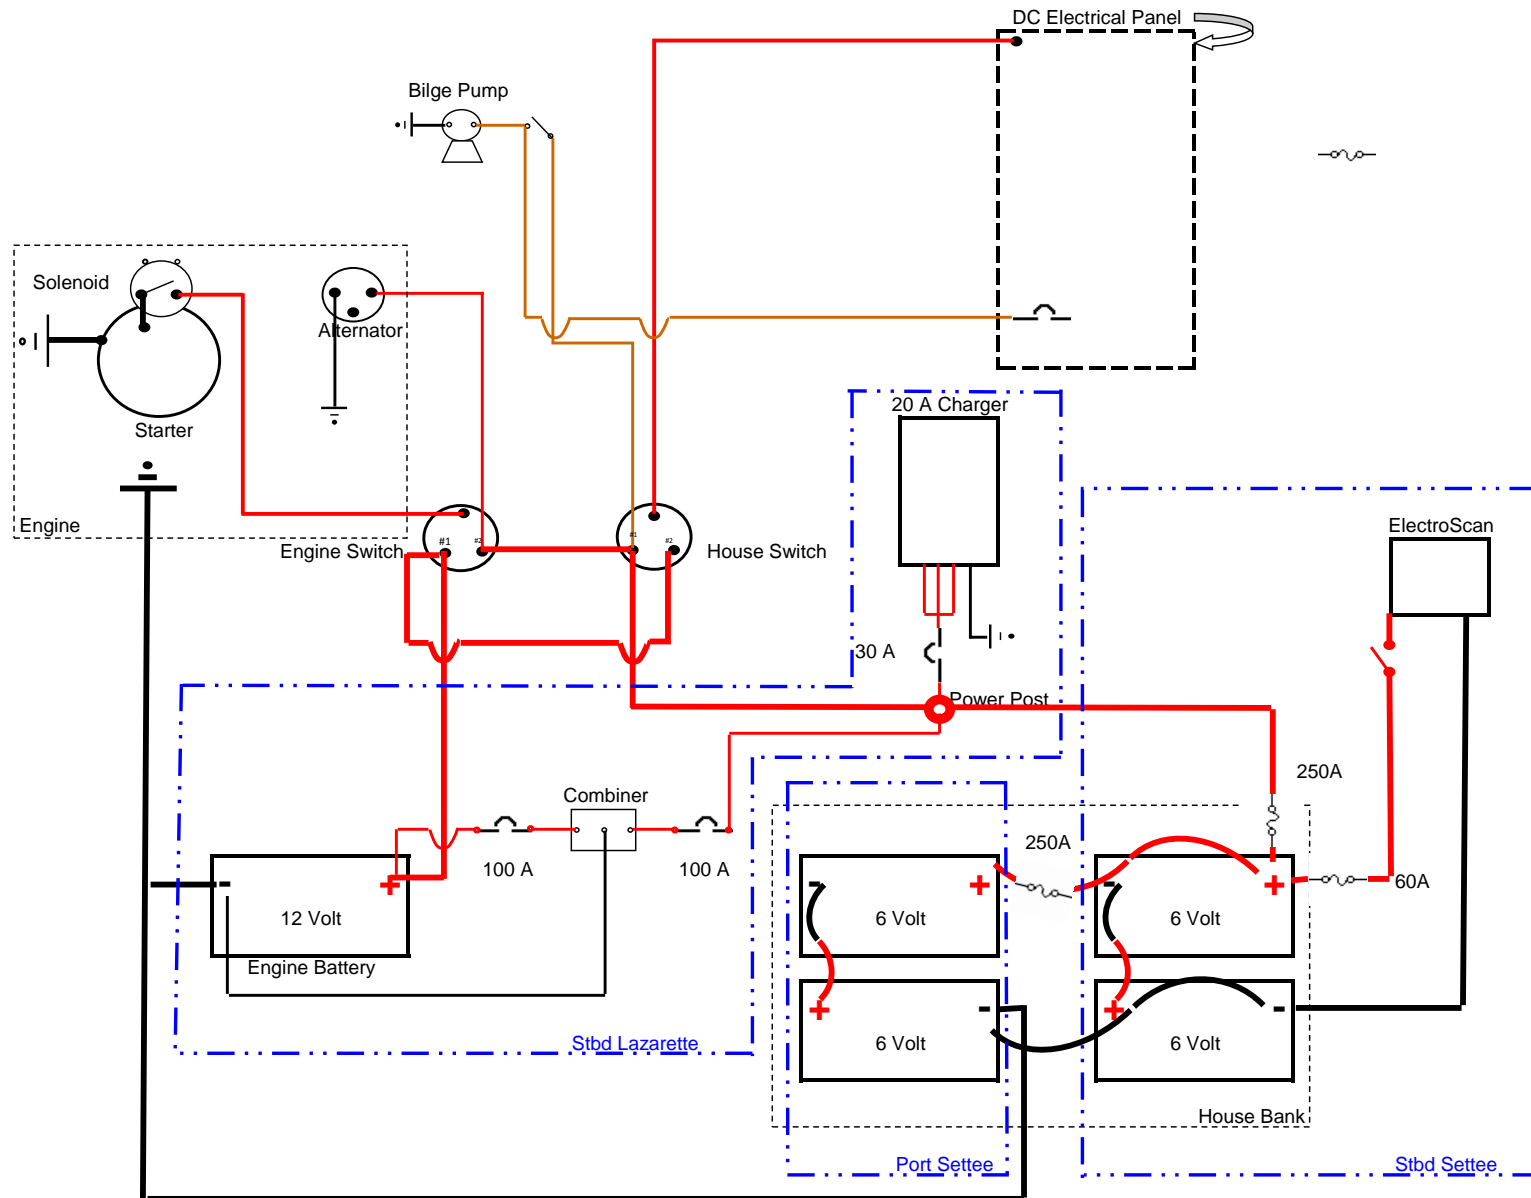 DC Electrical Panel
Bilge Pump
Solenoid
Alternator
20 A Charger
Starter
Engine
Engine Switch
#1
#2
#1
#2
House Switch
ElectroScan
30 A
Power Post
250A
Combiner
250A
100 A
100 A
60A
-
+
12 Volt
Engine Battery
-
+
6 Volt
-
+
6 Volt
+
-
6 Volt
+
-
6 Volt
Stbd Lazarette
House Bank
Port Settee
Stbd Settee